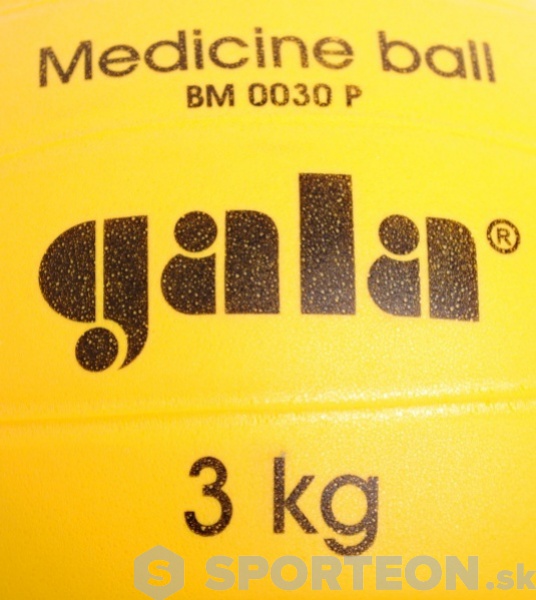 Medicine ball
BM 0030 P
gala®
3 kg
S SPORTEON.sk